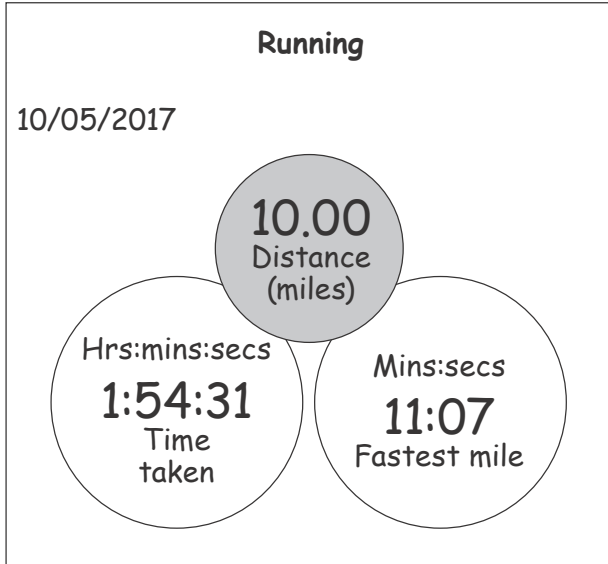 Running
10/05/2017
10.00
Distance
(miles)
Hrs:mins:secs
1:54:31
Time
taken
Mins:secs
11:07
Fastest mile